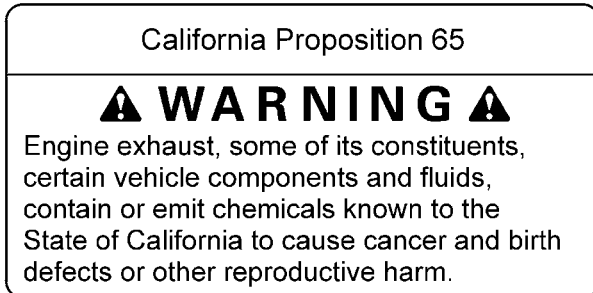 California Proposition 65
WARNING
Engine exhaust, some of its constituents,
certain vehicle components and fluids,
contain or emit chemicals known to the
State of California to cause cancer and birth
defects or other reproductive harm.